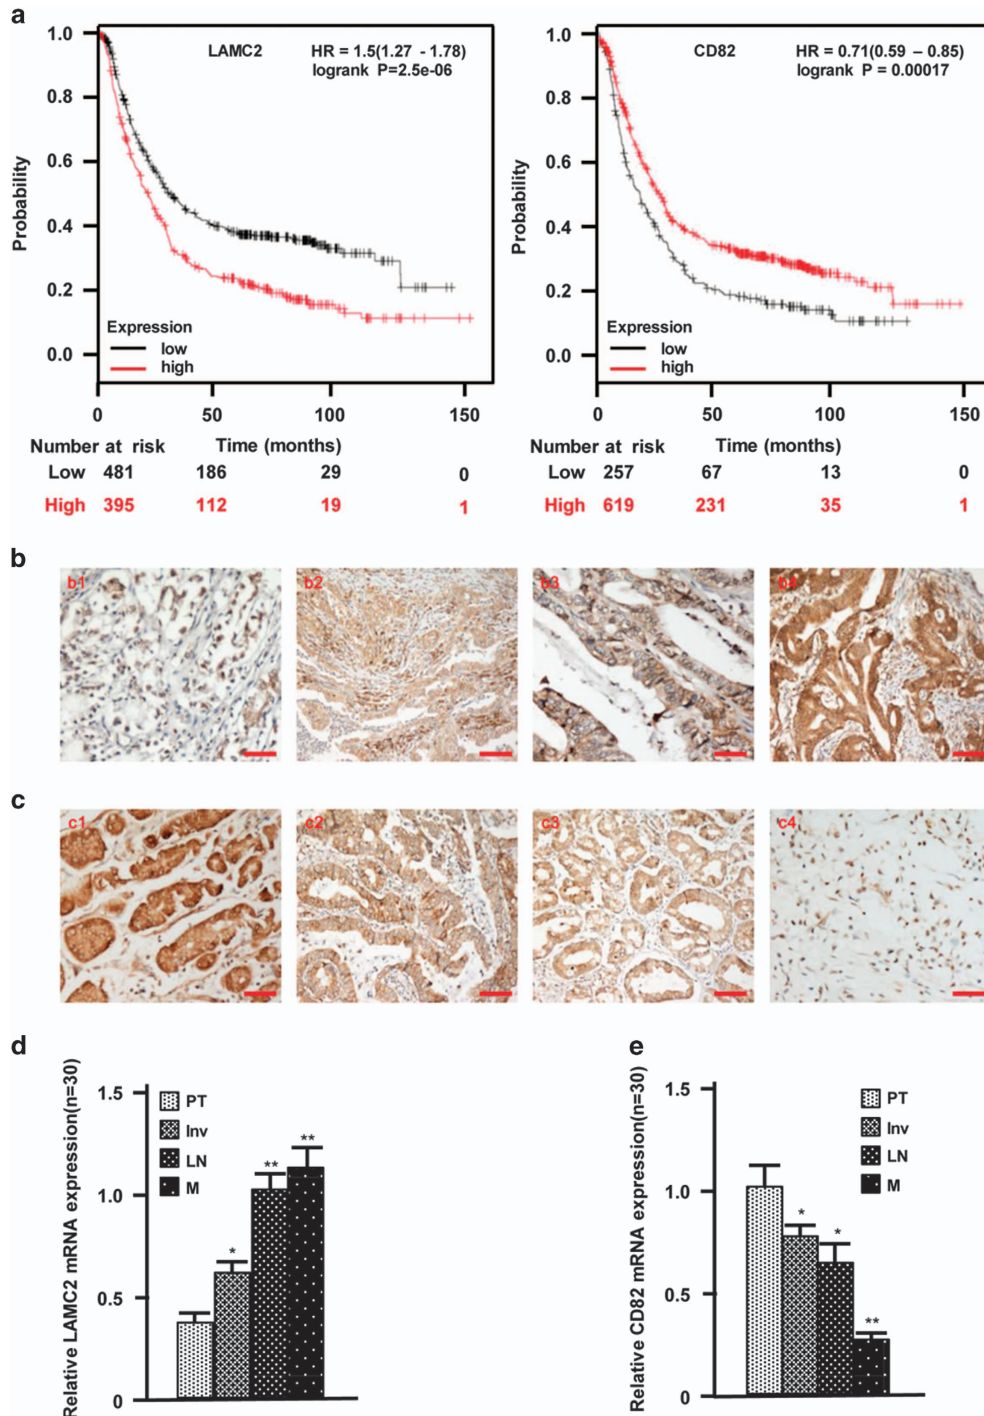 a
LAMC2
HR = 1.5(1.27 - 1.78)
logrank P=2.5e-06
Probability
1.0
0.8
0.6
0.4
0.2
0.0
Expression
low
high
0 50 100 150
Number at risk Time (months)
Low 481 186 29 0
High 395 112 19 1
CD82
HR = 0.71(0.59 – 0.85)
logrank P = 0.00017
Probability
1.0
0.8
0.6
0.4
0.2
0.0
Expression
low
high
0 50 100 150
Number at risk Time (months)
Low 257 67 13 0
High 619 231 35 1
b
b1 b2 b3 b4
c
c1 c2 c3 c4
d
Relative LAMC2 mRNA expression(n=30)
1.5
1.0
0.5
0
PT
Inv
LN
M
*
**
**
e
Relative CD82 mRNA expression(n=30)
1.5
1.0
0.5
0
PT
Inv
LN
M
*
*
**